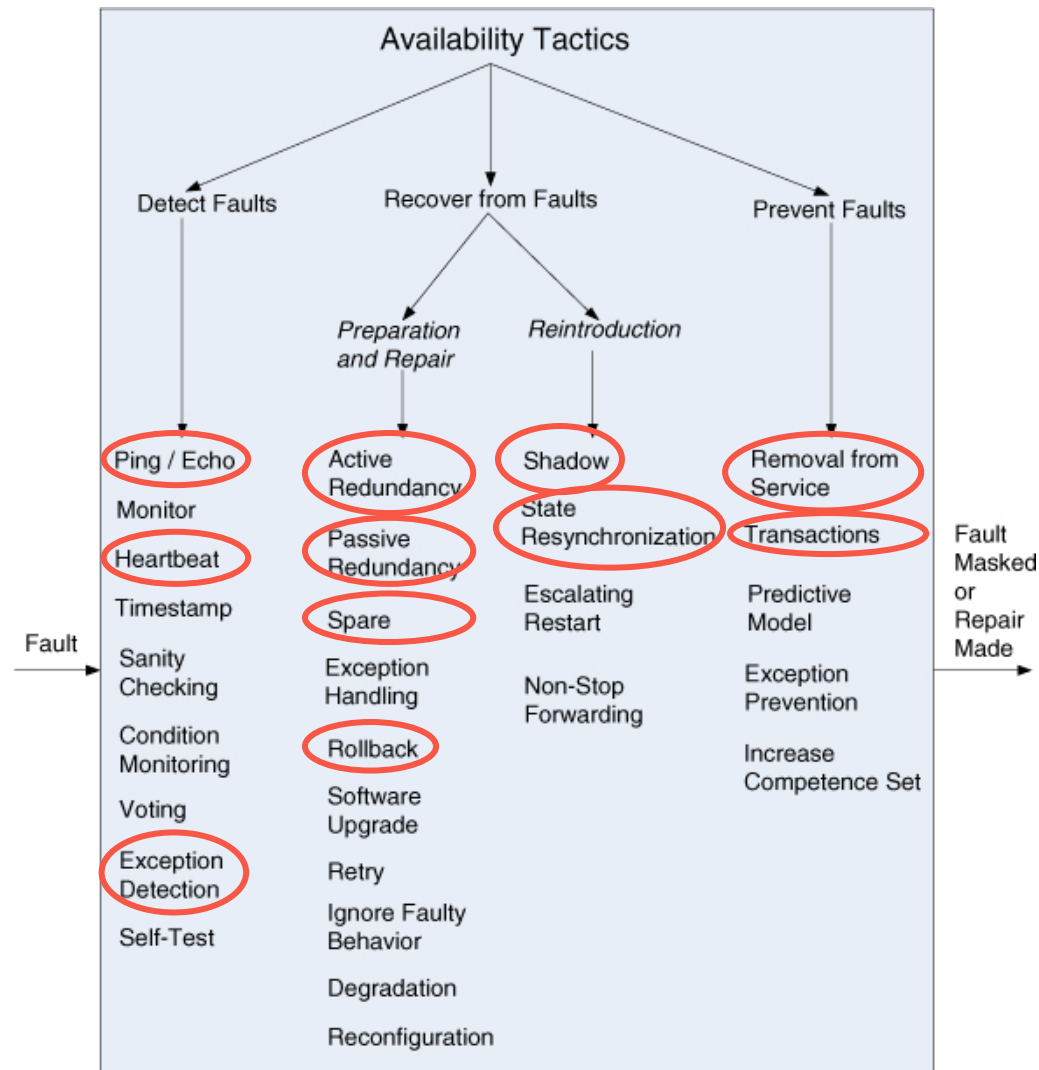 Availability Tactics
Detect Faults
Recover from Faults
Prevent Faults
Preparation
and Repair
Reintroduction
Fault
Ping / Echo
Monitor
Heartbeat
Timestamp
Sanity
Checking
Condition
Monitoring
Voting
Exception
Detection
Self-Test
Active
Redundancy
Passive
Redundancy
Spare
Exception
Handling
Rollback
Software
Upgrade
Retry
Ignore Faulty
Behavior
Degradation
Reconfiguration
Shadow
State
Resynchronization
Escalating
Restart
Non-Stop
Forwarding
Removal from
Service
Transactions
Predictive
Model
Exception
Prevention
Increase
Competence Set
Fault
Masked
or
Repair
Made